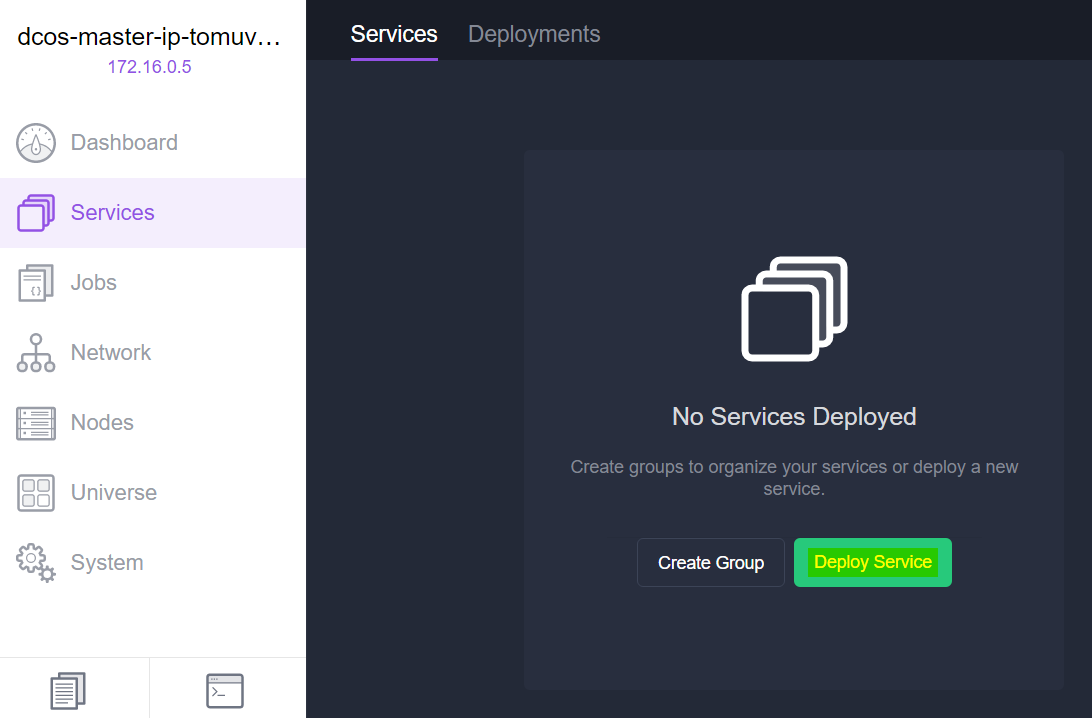 dcos-master-ip-tomuv...
172.16.0.5
Dashboard
Services
Jobs
Network
Nodes
Universe
System
Services
Deployments
No Services Deployed
Create groups to organize your services or deploy a new
service.
Create Group
Deploy Service